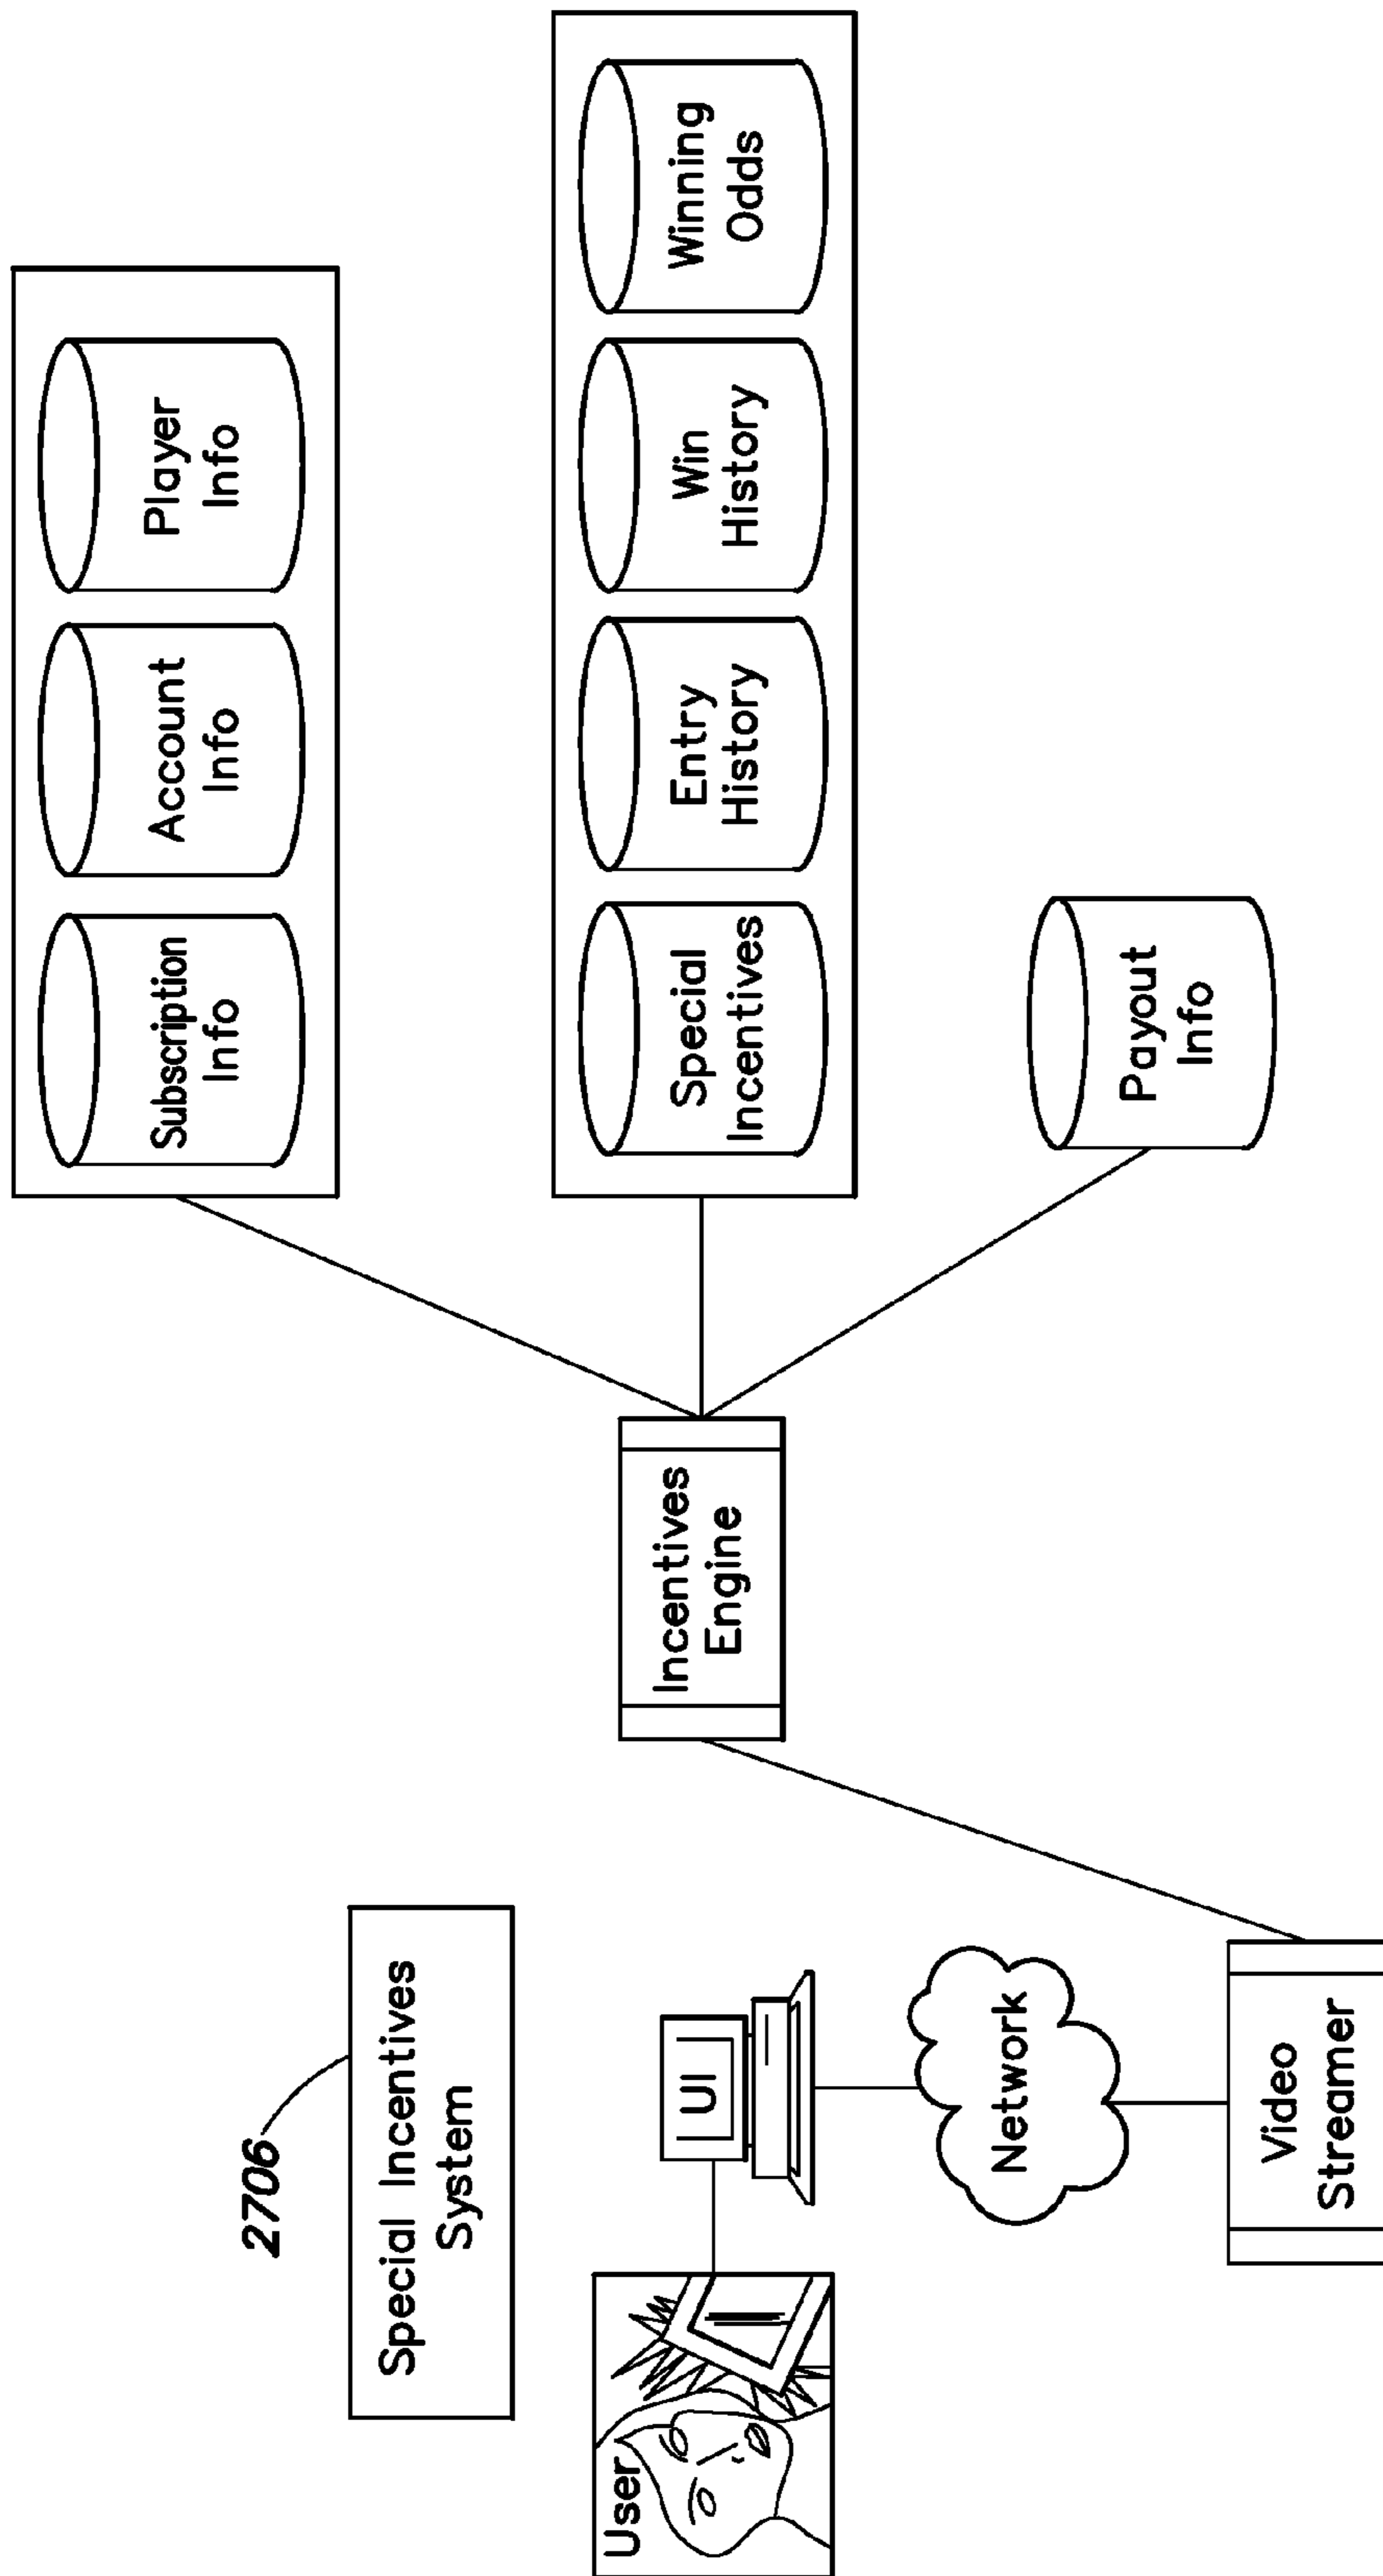 2706
Special Incentives
System
User
UI
Network
Video
Streamer
Incentives
Engine
Subscription
Info
Account
Info
Player
Info
Special
Incentives
Entry
History
Win
History
Winning
Odds
Payout
Info